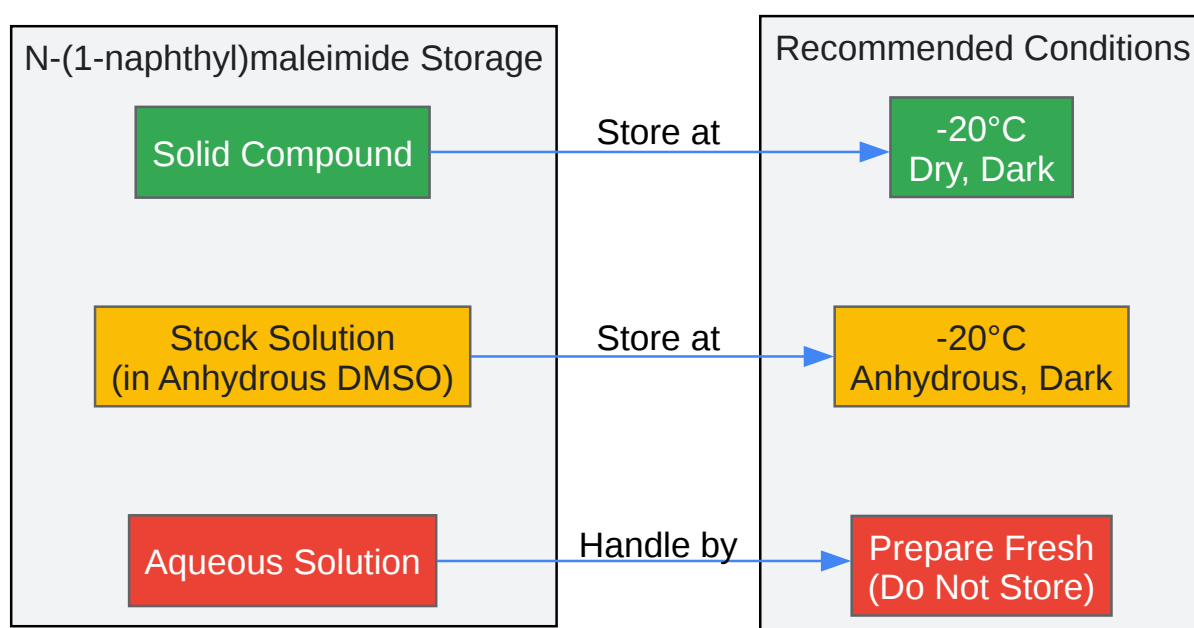 N-(1-naphthyl)maleimide Storage
Recommended Conditions
Solid Compound
Store at
-20°C
Dry, Dark
Stock Solution
(in Anhydrous DMSO)
Store at
-20°C
Anhydrous, Dark
Aqueous Solution
Handle by
Prepare Fresh
(Do Not Store)